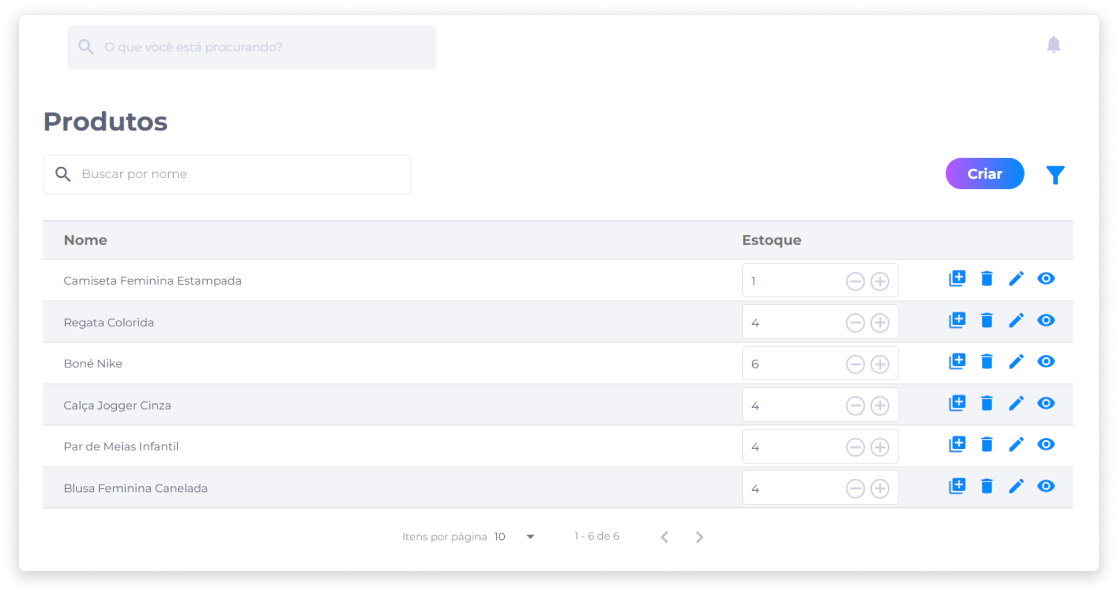 O que você está procurando?
Produtos
Buscar por nome
Criar
Nome Estoque
Camiseta Feminina Estampada 1
Regata Colorida 4
Boné Nike 6
Calça Jogger Cinza 4
Par de Meias Infantil 4
Blusa Feminina Canelada 4
Itens por página 10 1 - 6 de 6